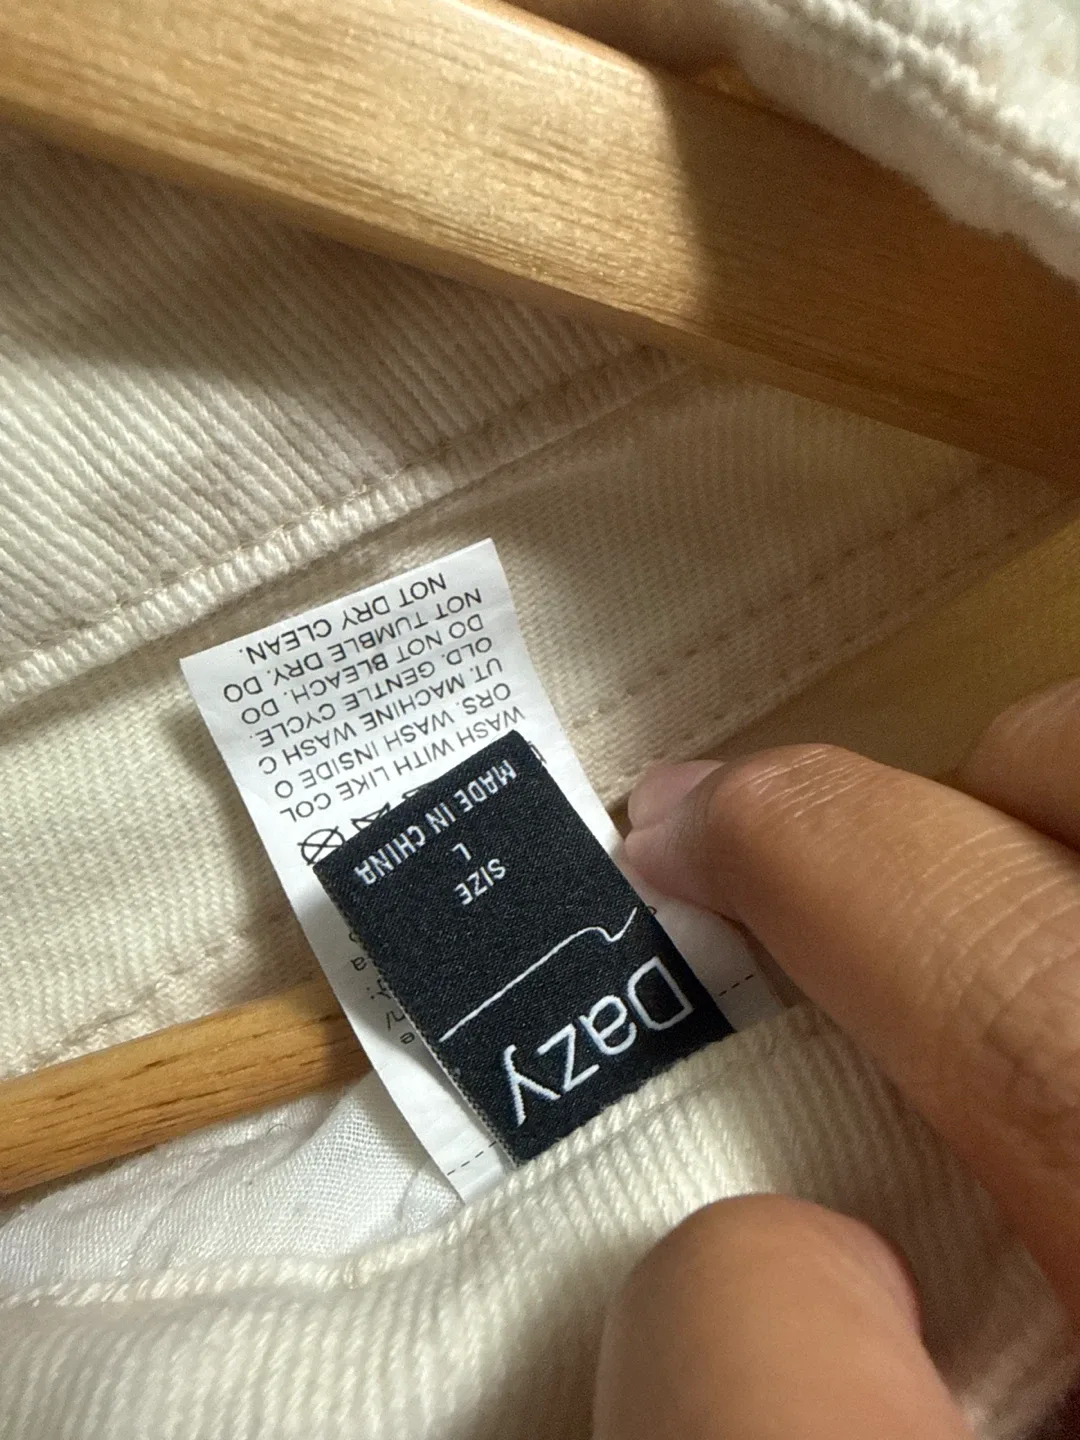 Dazy
SIZE
L
MADE IN CHINA
WASH WITH LIKE COL
ORS. WASH INSIDE O
UT. MACHINE WASH C
OLD. GENTLE CYCLE.
DO NOT BLEACH. DO
NOT TUMBLE DRY. DO
NOT DRY CLEAN.